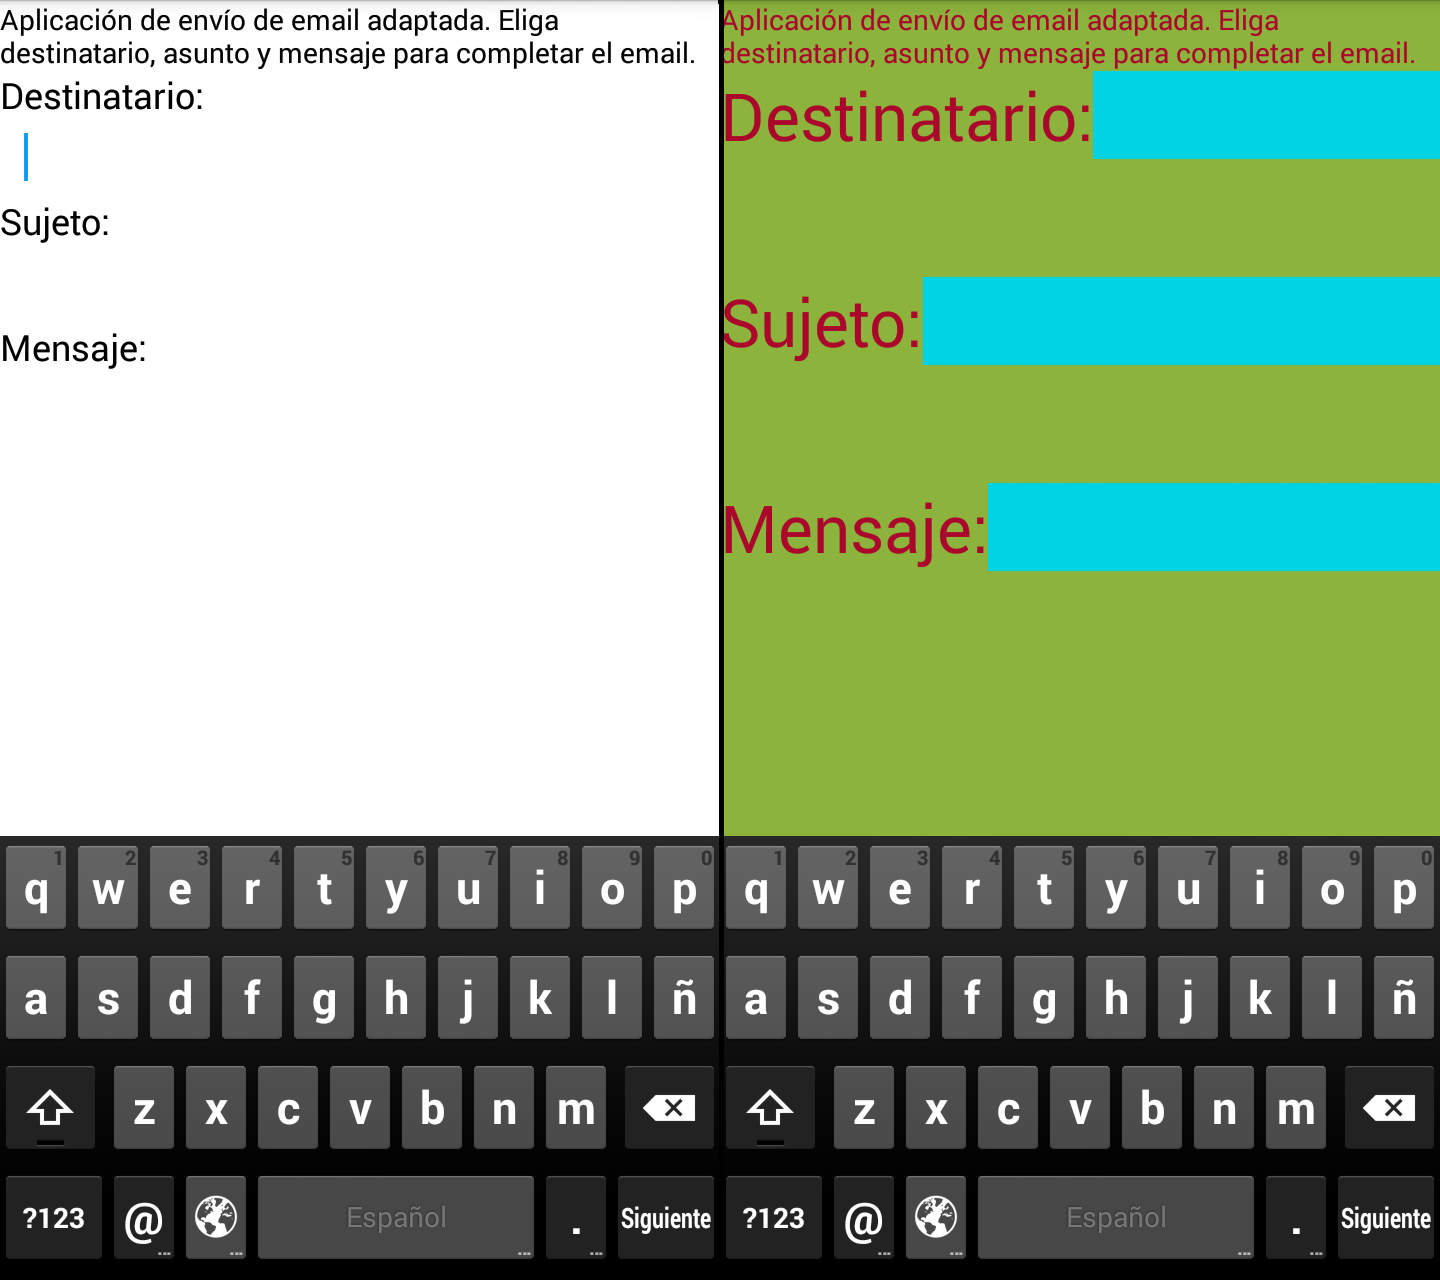 Aplicación de envío de email adaptada. Eliga
destinatario, asunto y mensaje para completar el email.
Destinatario:
Sujeto:
Mensaje:
1 2 3 4 5 6 7 8 9 0
q w e r t y u i o p
a s d f g h j k l ñ
z x c v b n m
?123 @ Español . Siguiente
Aplicación de envío de email adaptada. Eliga
destinatario, asunto y mensaje para completar el email.
Destinatario:
Sujeto:
Mensaje:
1 2 3 4 5 6 7 8 9 0
q w e r t y u i o p
a s d f g h j k l ñ
z x c v b n m
?123 @ Español . Siguiente